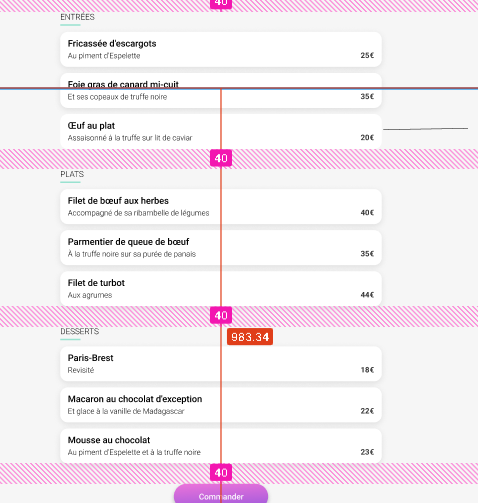 40
ENTRÉES
Fricassée d'escargots
Au piment d'Espelette
25€
Foie gras de canard mi-cuit
Et ses copeaux de truffe noire
35€
Œuf au plat
Assaisonné à la truffe sur lit de caviar
20€
40
PLATS
Filet de bœuf aux herbes
Accompagné de sa ribambelle de légumes
40€
Parmentier de queue de bœuf
À la truffe noire sur sa purée de panais
35€
Filet de turbot
Aux agrumes
44€
40
DESSERTS
983.34
Paris-Brest
Revisité
18€
Macaron au chocolat d'exception
Et glace à la vanille de Madagascar
22€
Mousse au chocolat
Au piment d'Espelette et à la truffe noire
23€
40
Commander